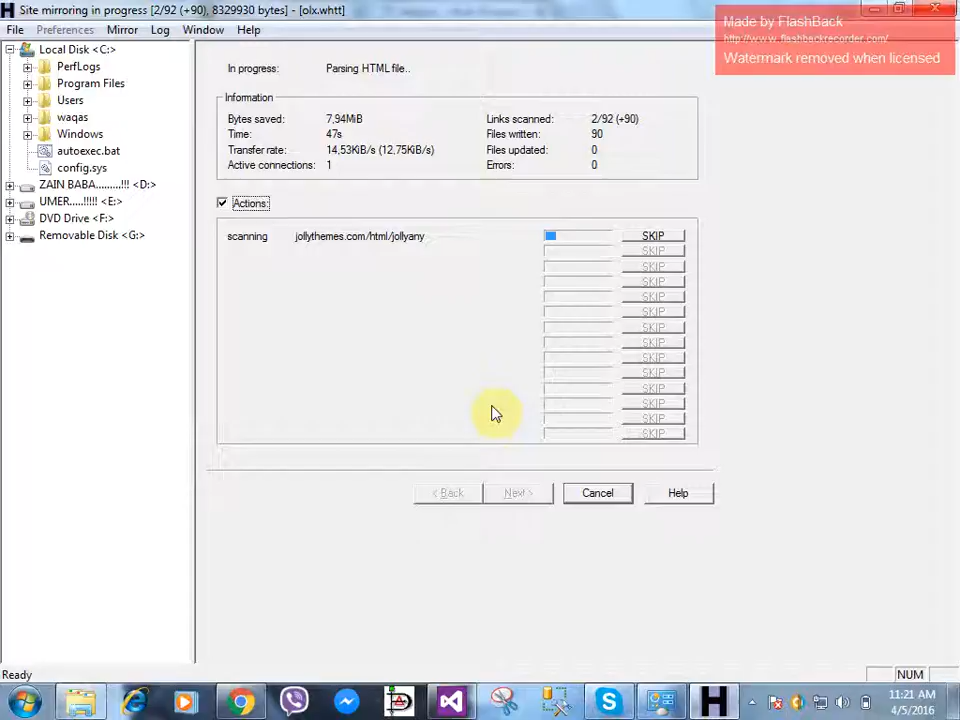 Site mirroring in progress [2/92 (+90), 8329930 bytes] - [olx.whtt]
Made by FlashBack
http://www.flashbackrecorder.com/
Watermark removed when licensed
File Preferences Mirror Log Window Help
Local Disk <C:>
PerfLogs
Program Files
Users
waqas
Windows
autoexec.bat
config.sys
ZAIN BABA.........!!! <D:>
UMER.....!!!!! <E:>
DVD Drive <F:>
Removable Disk <G:>
In progress: Parsing HTML file..
Information
Bytes saved: 7,94MiB Links scanned: 2/92 (+90)
Time: 47s Files written: 90
Transfer rate: 14,53KiB/s (12,75KiB/s) Files updated: 0
Active connections: 1 Errors: 0
Actions:
scanning jollythemes.com/html/jollyany SKIP
SKIP
SKIP
SKIP
SKIP
SKIP
SKIP
SKIP
SKIP
SKIP
SKIP
SKIP
SKIP
SKIP
< Back Next > Cancel Help
Ready
NUM
11:21 AM
4/5/2016